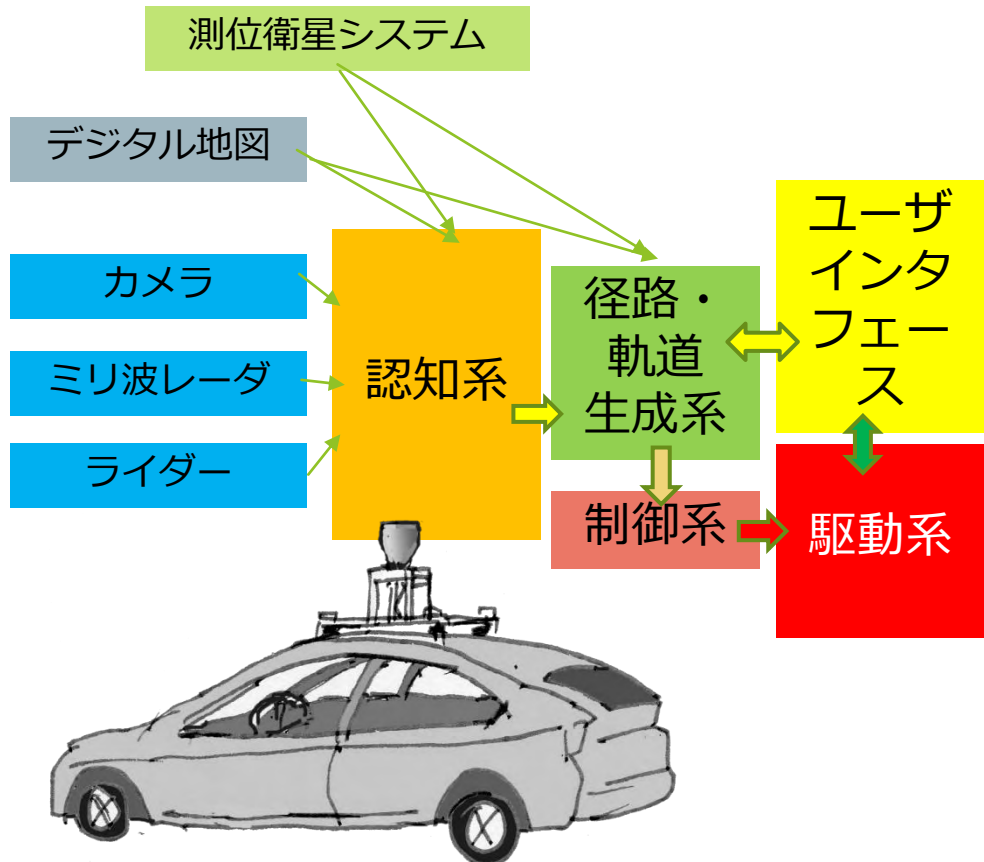 測位衛星システム
デジタル地図
カメラ
ミリ波レーダ
ライダー
認知系
径路・
軌道
生成系
制御系
ユーザ
インタ
フェー
ス
駆動系